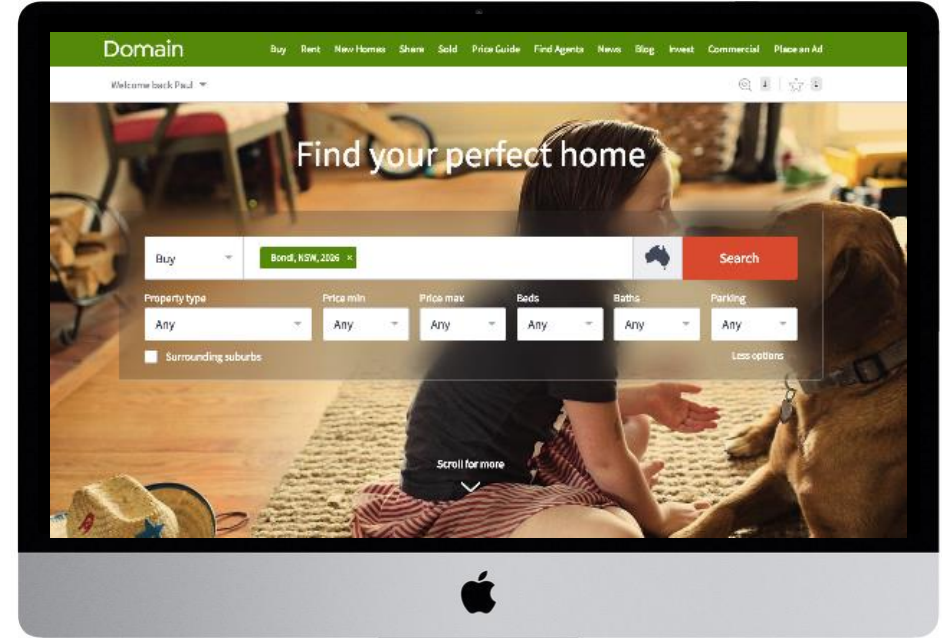 Domain
Buy Rent New Homes Share Sold Price Guide Find Agents News Blog Invest Commercial Place an Ad
Welcome back Paul
Find your perfect home
Buy
Bondi, NSW, 2026 ×
Search
Property type Price min Price max Beds Baths Parking
Any Any Any Any Any Any
Surrounding suburbs
Less options
Scroll for more